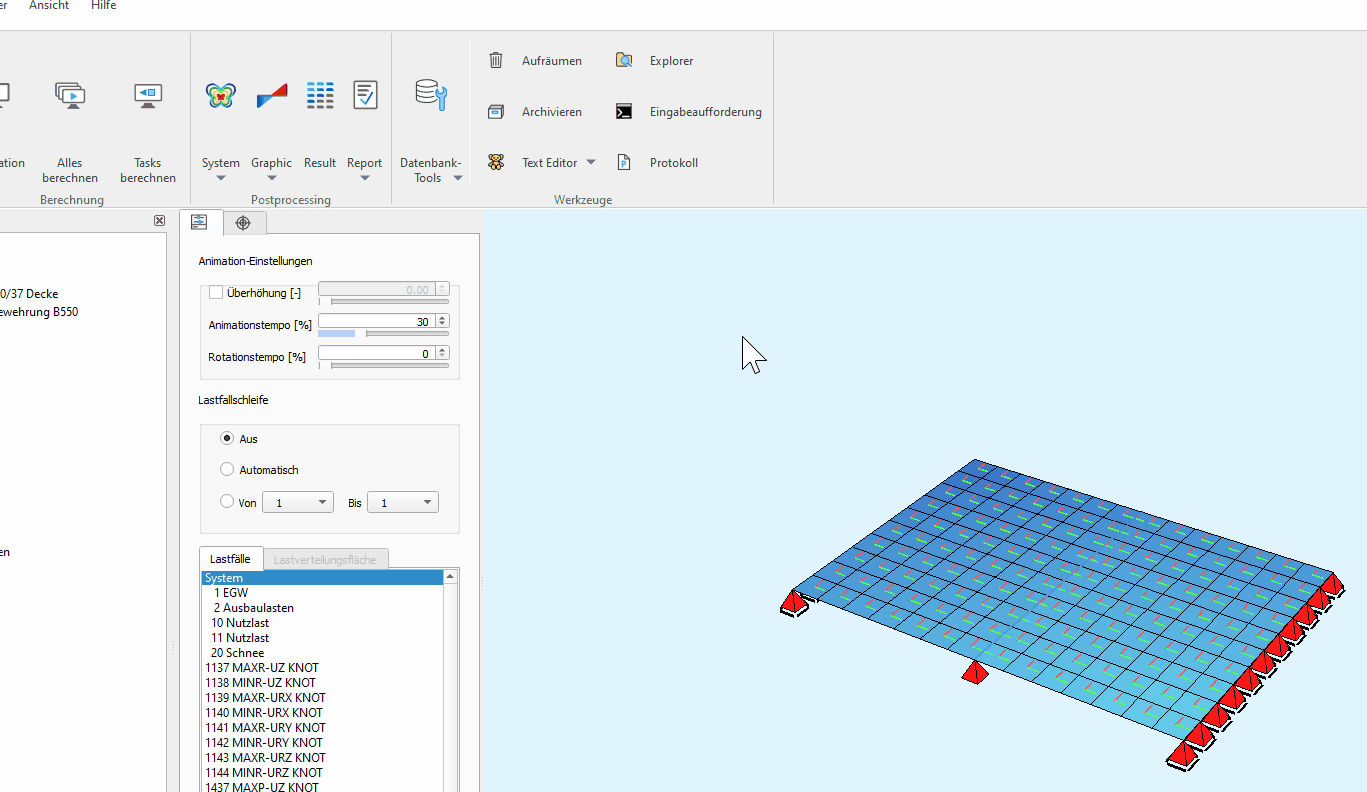 er Ansicht Hilfe
Aufräumen Explorer
Archivieren Eingabeaufforderung
ation Alles berechnen Tasks berechnen System Graphic Result Report Datenbank-Tools Text Editor Protokoll
Berechnung Postprocessing Werkzeuge
Animation-Einstellungen
0/37 Decke
ewehrung B550
Überhöhung [-] 0.00
Animationstempo [%] 30
Rotationstempo [%] 0
Lastfallschleife
Aus
Automatisch
Von 1 Bis 1
en
Lastfälle Lastverteilungsfläche
System
1 EGW
2 Ausbaulasten
10 Nutzlast
11 Nutzlast
20 Schnee
1137 MAXR-UZ KNOT
1138 MINR-UZ KNOT
1139 MAXR-URX KNOT
1140 MINR-URX KNOT
1141 MAXR-URY KNOT
1142 MINR-URY KNOT
1143 MAXR-URZ KNOT
1144 MINR-URZ KNOT
1437 MAXP-UZ KNOT